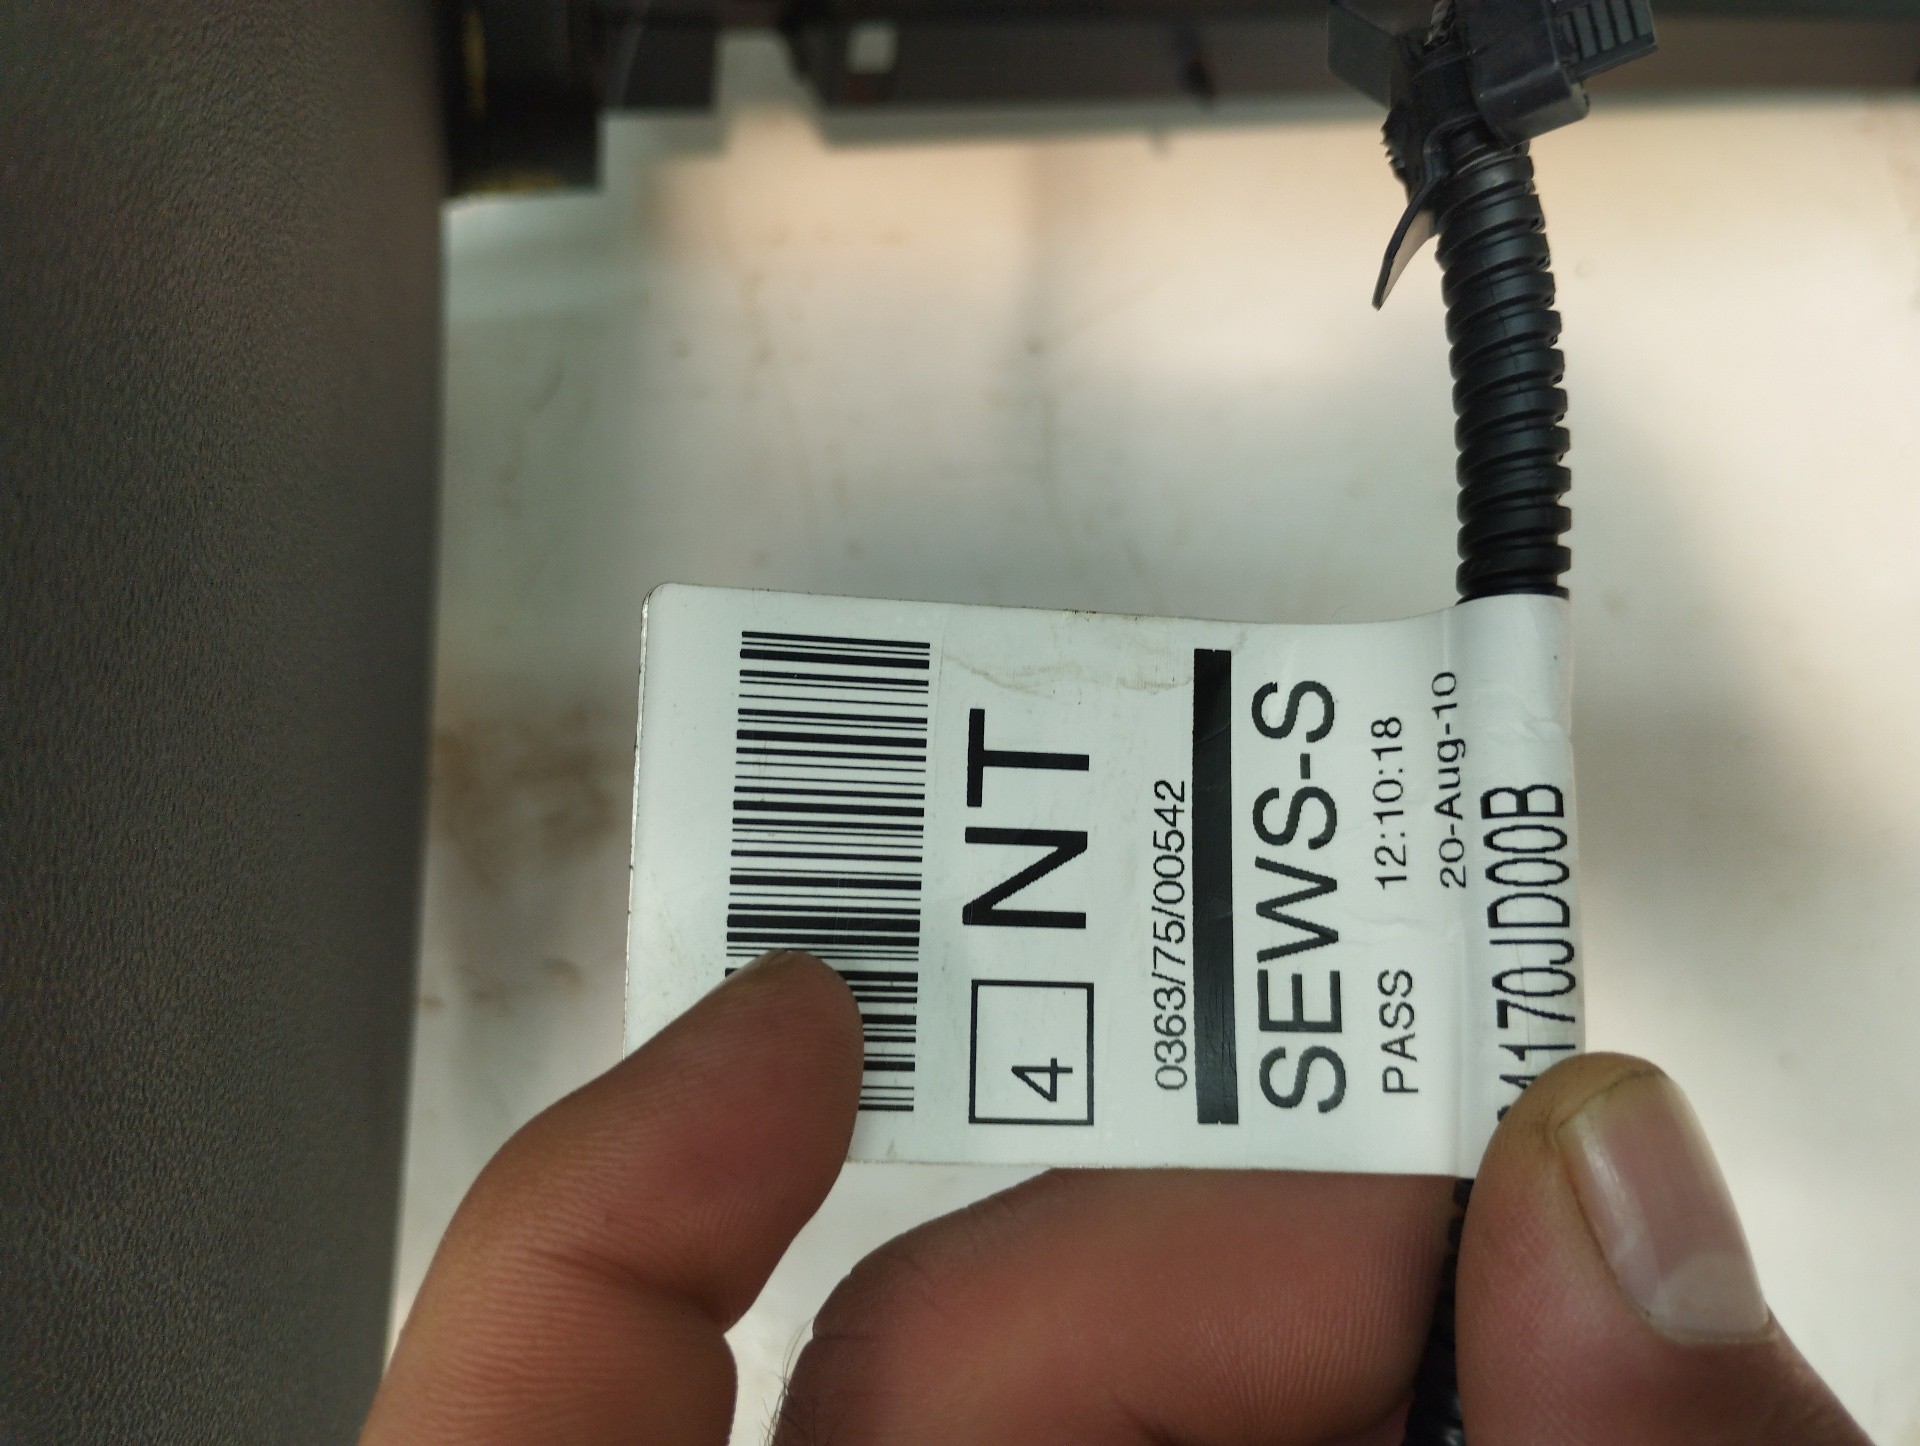 4 NT
0363/75/00542
SEWS-S
PASS 12:10:18
20-Aug-10
170JD00B